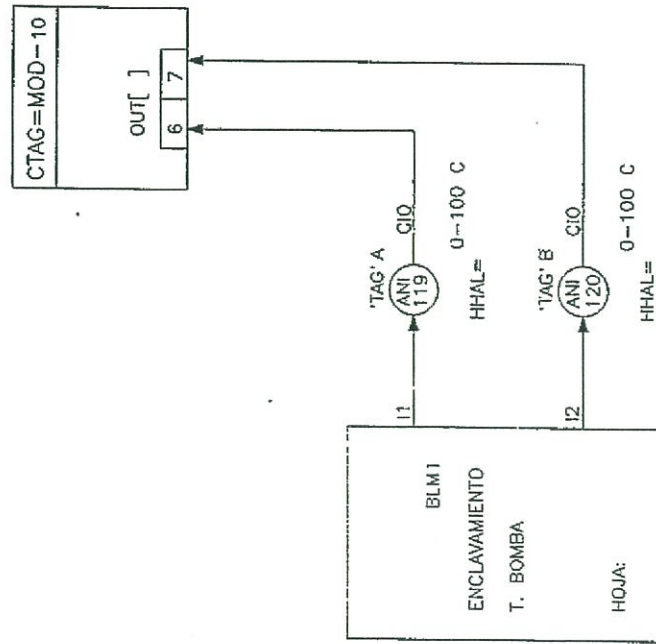 CTAG=MOD-10
OUT[ ]
6 7
'TAG' A
ANI
119
CIO
0-100 C
HHAL=
I1
'TAG' B
ANI
120
CIO
0-100 C
HHAL=
I2
BLM1
ENCLAVAMIENTO
T. BOMBA
HOJA: